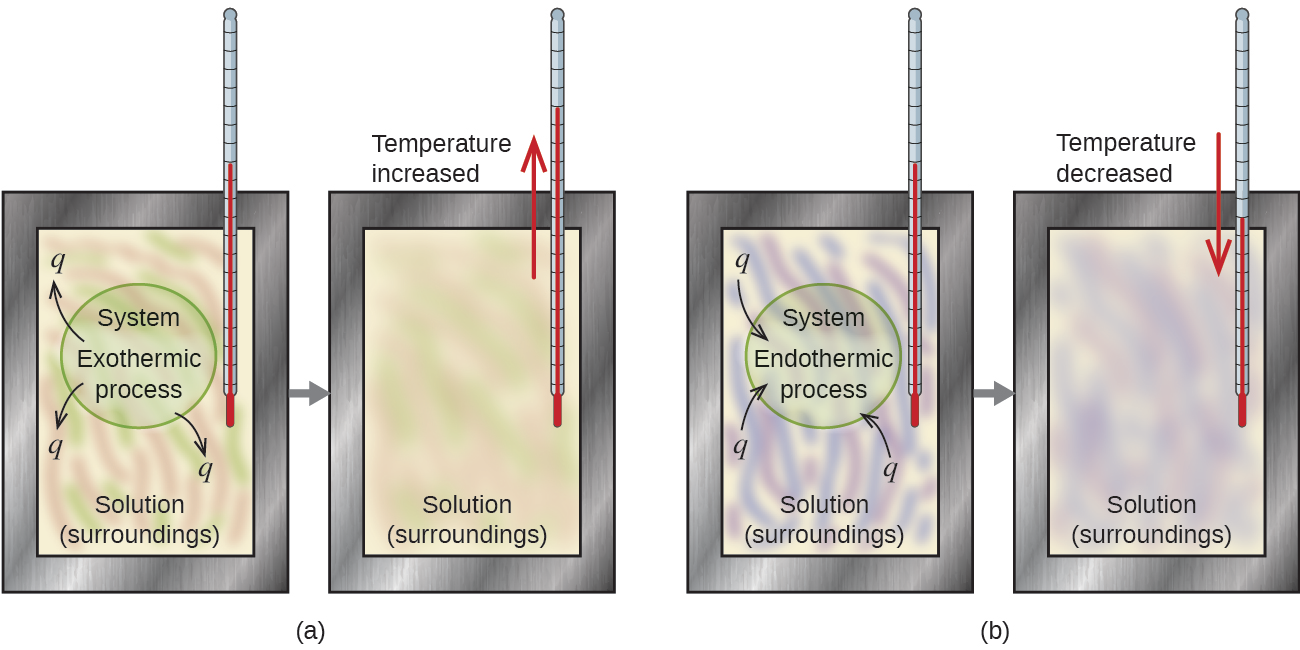 Temperature
increased
q
System
Exothermic
process
q
q
Solution
(surroundings)
Solution
(surroundings)
(a)
Temperature
decreased
q
System
Endothermic
process
q
q
Solution
(surroundings)
Solution
(surroundings)
(b)